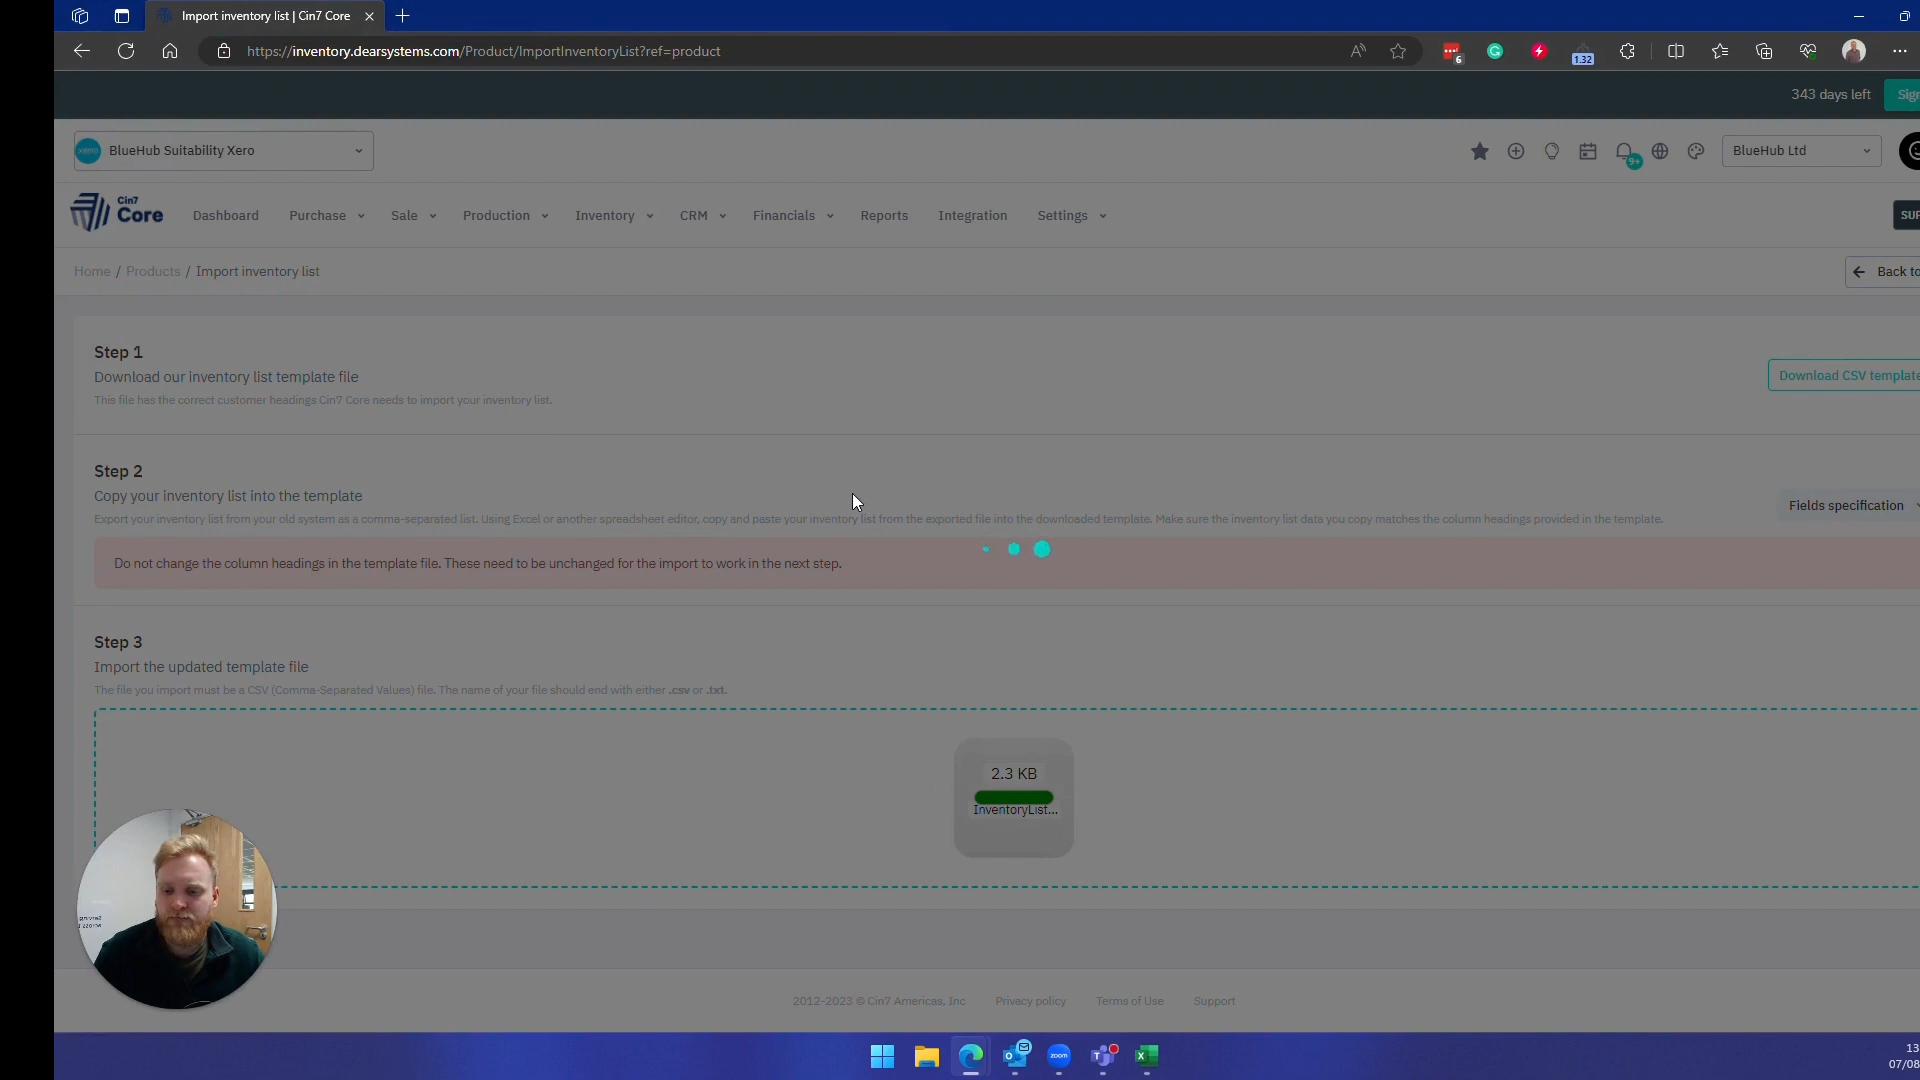 Import inventory list | Cin7 Core
https://inventory.dearsystems.com/Product/ImportInventoryList?ref=product
6
1.32
343 days left
Sig
xero
BlueHub Suitability Xero
9+
BlueHub Ltd
Cin7
Core
Dashboard
Purchase
Sale
Production
Inventory
CRM
Financials
Reports
Integration
Settings
SUP
Home / Products / Import inventory list
Back to
Step 1
Download our inventory list template file
This file has the correct customer headings Cin7 Core needs to import your inventory list.
Download CSV template
Step 2
Copy your inventory list into the template
Export your inventory list from your old system as a comma-separated list. Using Excel or another spreadsheet editor, copy and paste your inventory list from the exported file into the downloaded template. Make sure the inventory list data you copy matches the column headings provided in the template.
Fields specification
Do not change the column headings in the template file. These need to be unchanged for the import to work in the next step.
Step 3
Import the updated template file
The file you import must be a CSV (Comma-Separated Values) file. The name of your file should end with either .csv or .txt.
2.3 KB
InventoryList...
2012-2023 © Cin7 Americas, Inc
Privacy policy
Terms of Use
Support
zoom
13
07/08